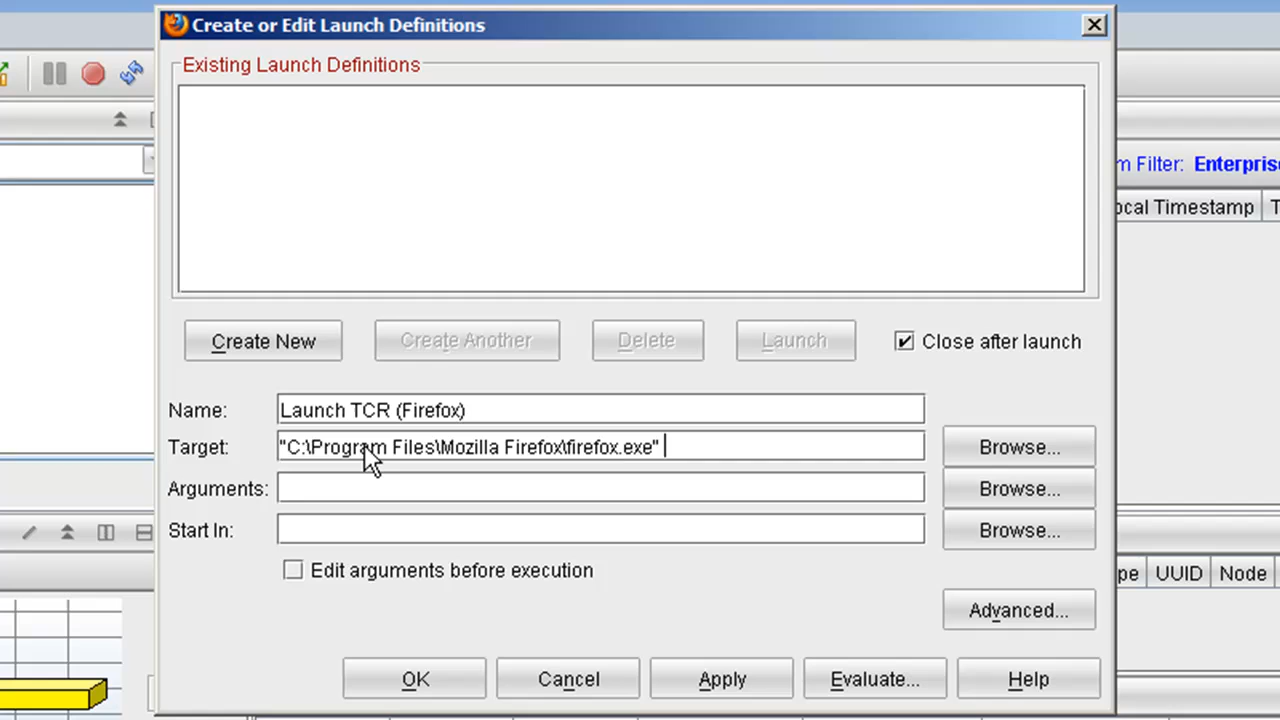 Create or Edit Launch Definitions
Existing Launch Definitions
m Filter: Enterpris
ocal Timestamp
T
Create New
Create Another
Delete
Launch
Close after launch
Name: Launch TCR (Firefox)
Target: "C:\Program Files\Mozilla Firefox\firefox.exe"
Browse...
Arguments:
Browse...
Start In:
Browse...
Edit arguments before execution
pe UUID Node
Advanced...
OK
Cancel
Apply
Evaluate...
Help